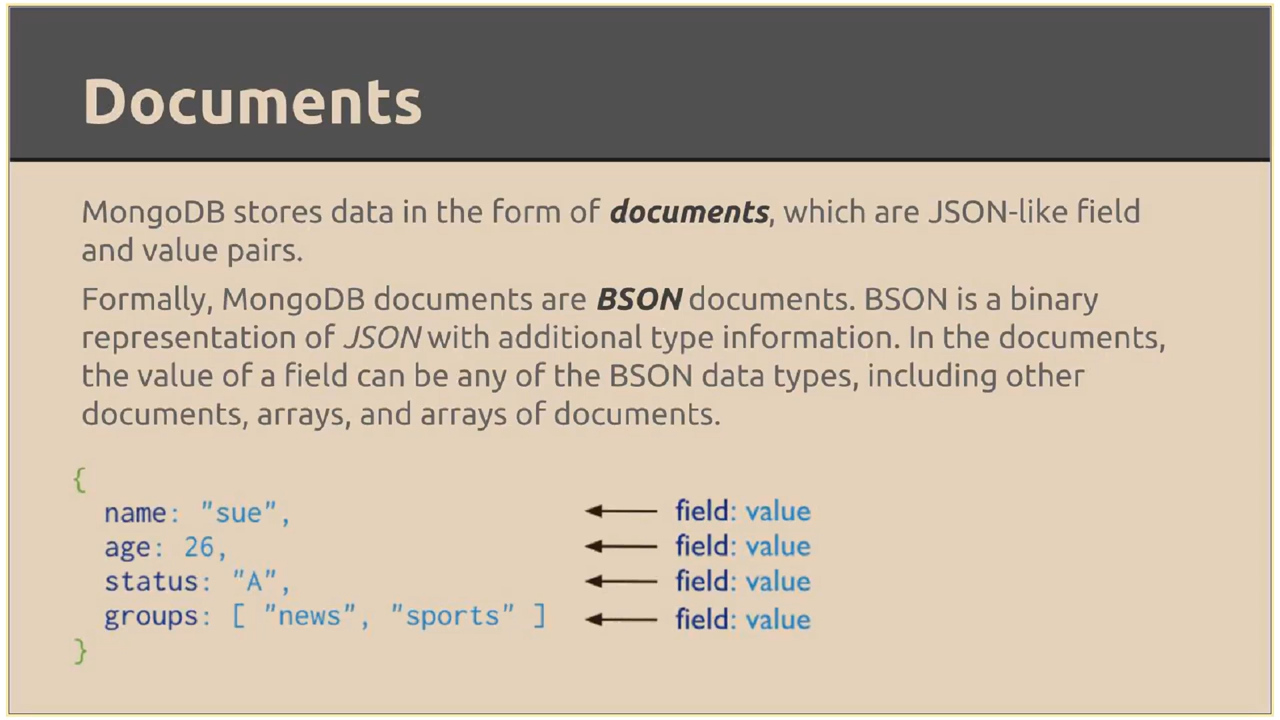 Documents
MongoDB stores data in the form of documents, which are JSON-like field
and value pairs.
Formally, MongoDB documents are BSON documents. BSON is a binary
representation of JSON with additional type information. In the documents,
the value of a field can be any of the BSON data types, including other
documents, arrays, and arrays of documents.
{
name: "sue", field: value
age: 26, field: value
status: "A", field: value
groups: [ "news", "sports" ] field: value
}